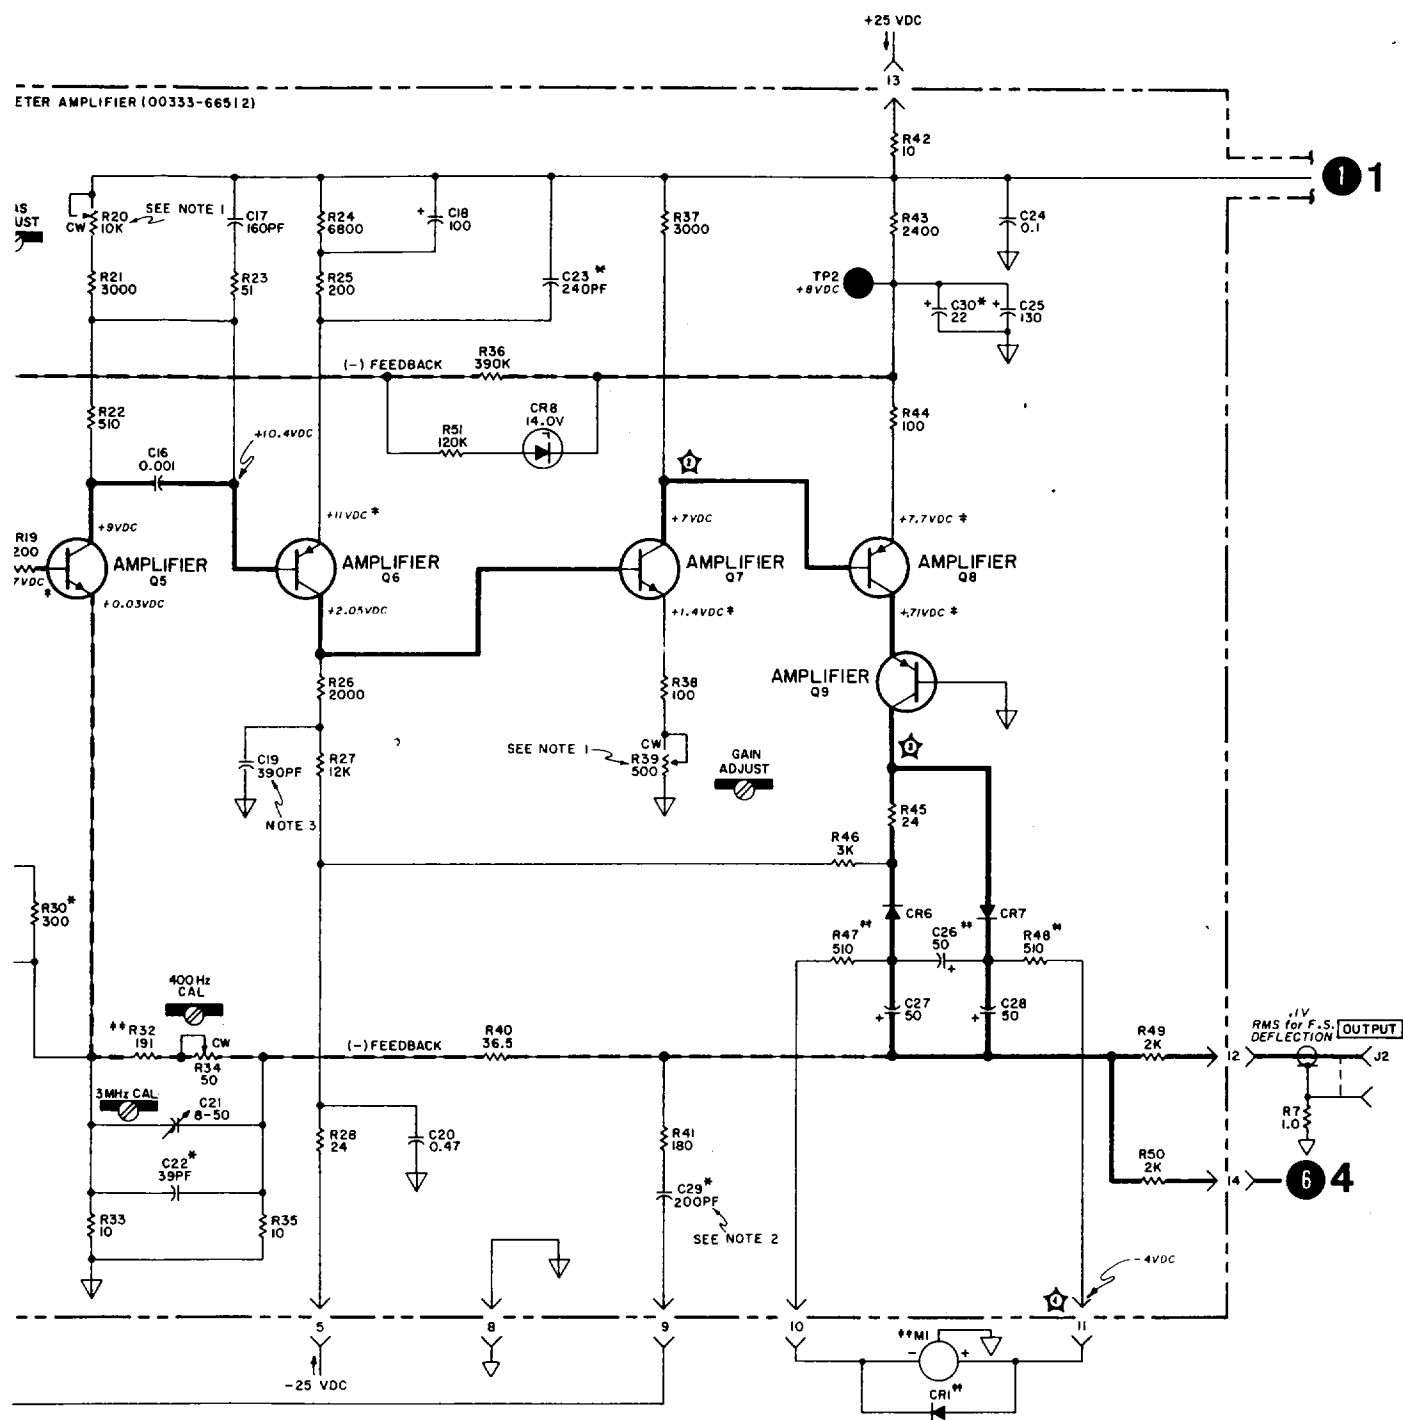 +25 VDC
13
ETER AMPLIFIER (00333-66512)
R42
10
1 1
AS
UST
CW
R20
10K
SEE NOTE 1
C17
160PF
R24
6800
+ C18
100
R37
3000
R43
2400
C24
0.1
R21
3000
R23
51
R25
200
C23 *
240PF
TP2
+8VDC
+ C30*
22
+ C25
130
(-) FEEDBACK
R36
390K
R22
510
R51
120K
CR8
14.0V
R44
100
+10.4VDC
C16
0.001
2
+9VDC
+11VDC *
+7VDC
+7.7VDC *
R19
200
7VDC
*
AMPLIFIER
Q5
AMPLIFIER
Q6
AMPLIFIER
Q7
AMPLIFIER
Q8
+0.03VDC
+2.05VDC
+1.4VDC*
+.71VDC *
AMPLIFIER
Q9
R26
2000
R38
100
C19
390PF
NOTE 3
R27
12K
SEE NOTE 1
CW
R39
500
GAIN
ADJUST
3
R45
24
R46
3K
R30*
300
CR6
CR7
R47**
510
C26**
50
+
R48**
510
+ C27
50
+ C28
50
400 Hz
CAL
**R32
191
CW
R34
50
(-) FEEDBACK
R40
36.5
R49
2K
12
.1V
RMS for F.S.
DEFLECTION
OUTPUT
J2
3MHz CAL
C21
8-50
R28
24
C20
0.47
R41
180
R7
1.0
C22*
39PF
R50
2K
14
6 4
R33
10
R35
10
C29*
200PF
SEE NOTE 2
-4VDC
4
5
8
9
10
11
**M1
- +
-25 VDC
CR1**